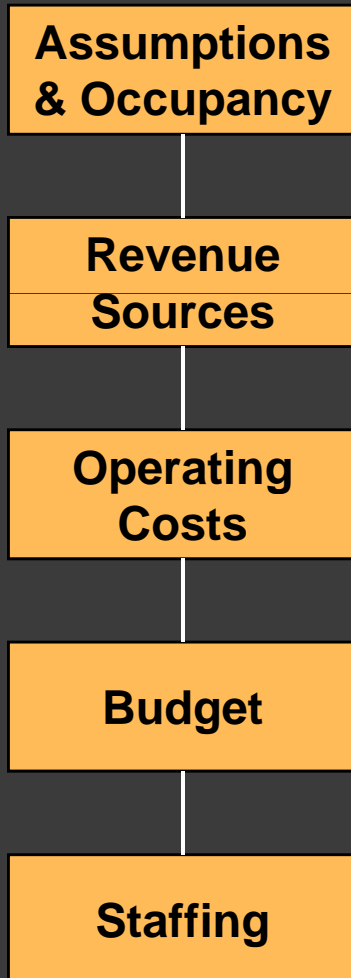 Assumptions
& Occupancy
Revenue
Sources
Operating
Costs
Budget
Staffing